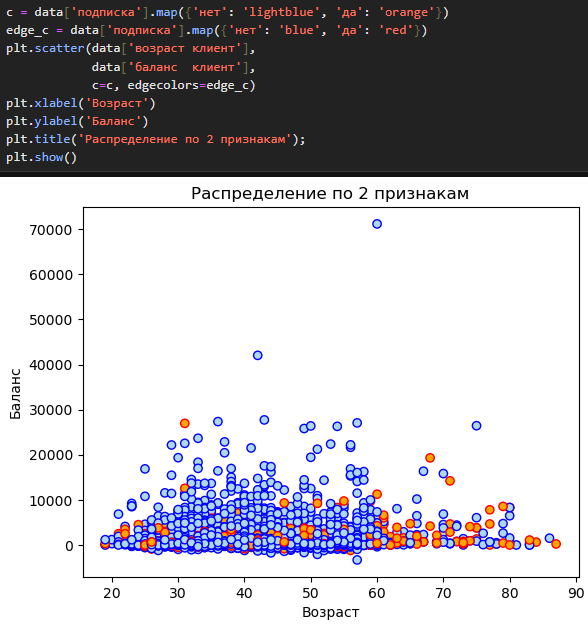 c = data['подписка'].map({'нет': 'lightblue', 'да': 'orange'})
edge_c = data['подписка'].map({'нет': 'blue', 'да': 'red'})
plt.scatter(data['возраст клиент'],
            data['баланс  клиент'],
            c=c, edgecolors=edge_c)
plt.xlabel('Возраст')
plt.ylabel('Баланс')
plt.title('Распределение по 2 признакам');
plt.show()
Распределение по 2 признакам
70000
60000
50000
40000
30000
20000
10000
0
Баланс
20 30 40 50 60 70 80 90
Возраст